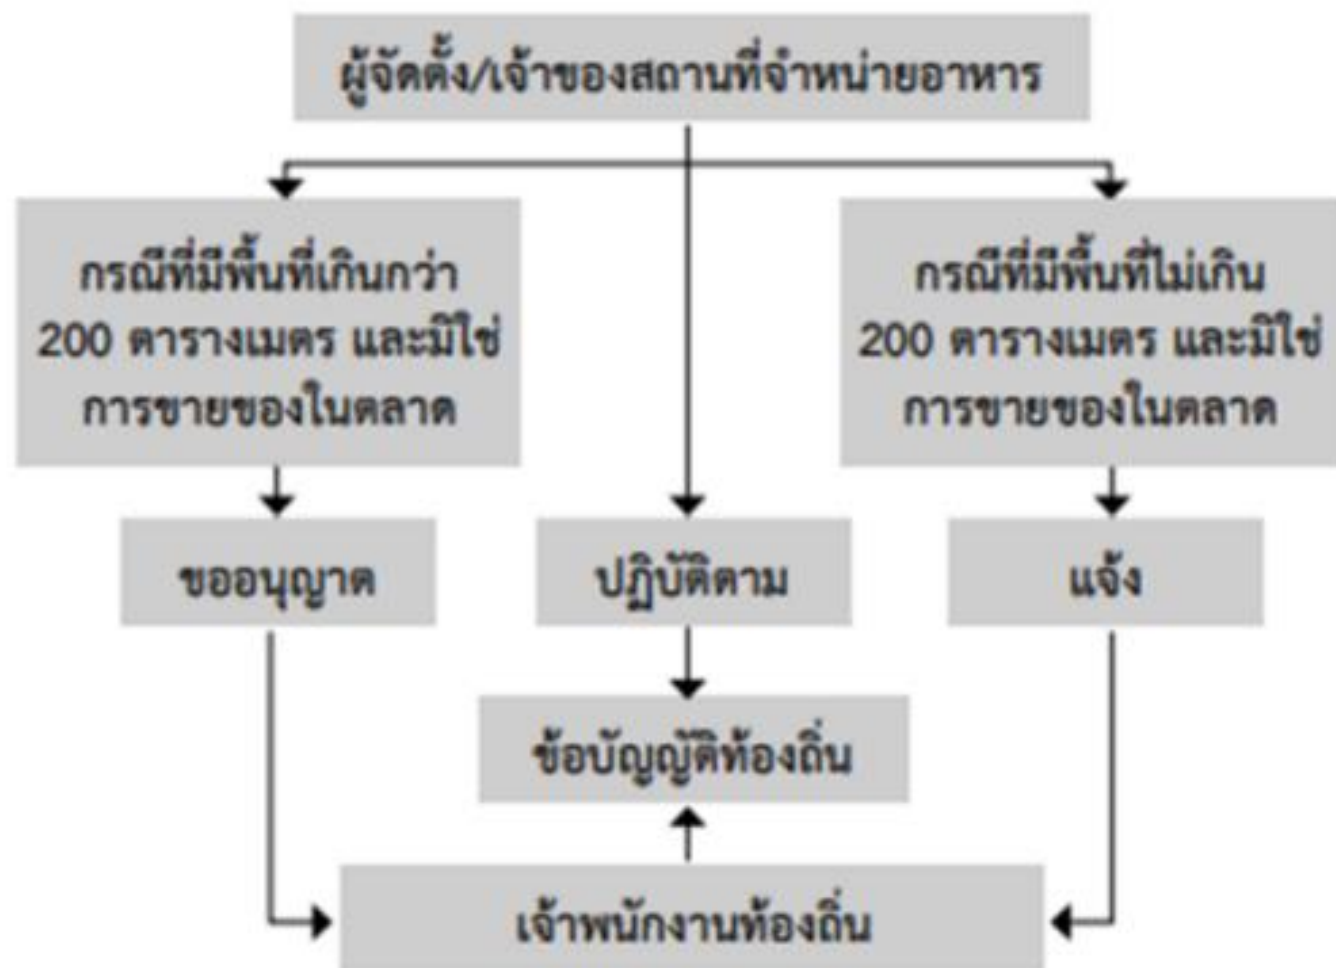 ผู้จัดตั้ง/เจ้าของสถานที่จำหน่ายอาหาร
กรณีที่มีพื้นที่เกินกว่า
200 ตารางเมตร และมิใช่
การขายของในตลาด
กรณีที่มีพื้นที่ไม่เกิน
200 ตารางเมตร และมิใช่
การขายของในตลาด
ขออนุญาต
ปฏิบัติตาม
แจ้ง
ข้อบัญญัติท้องถิ่น
เจ้าพนักงานท้องถิ่น